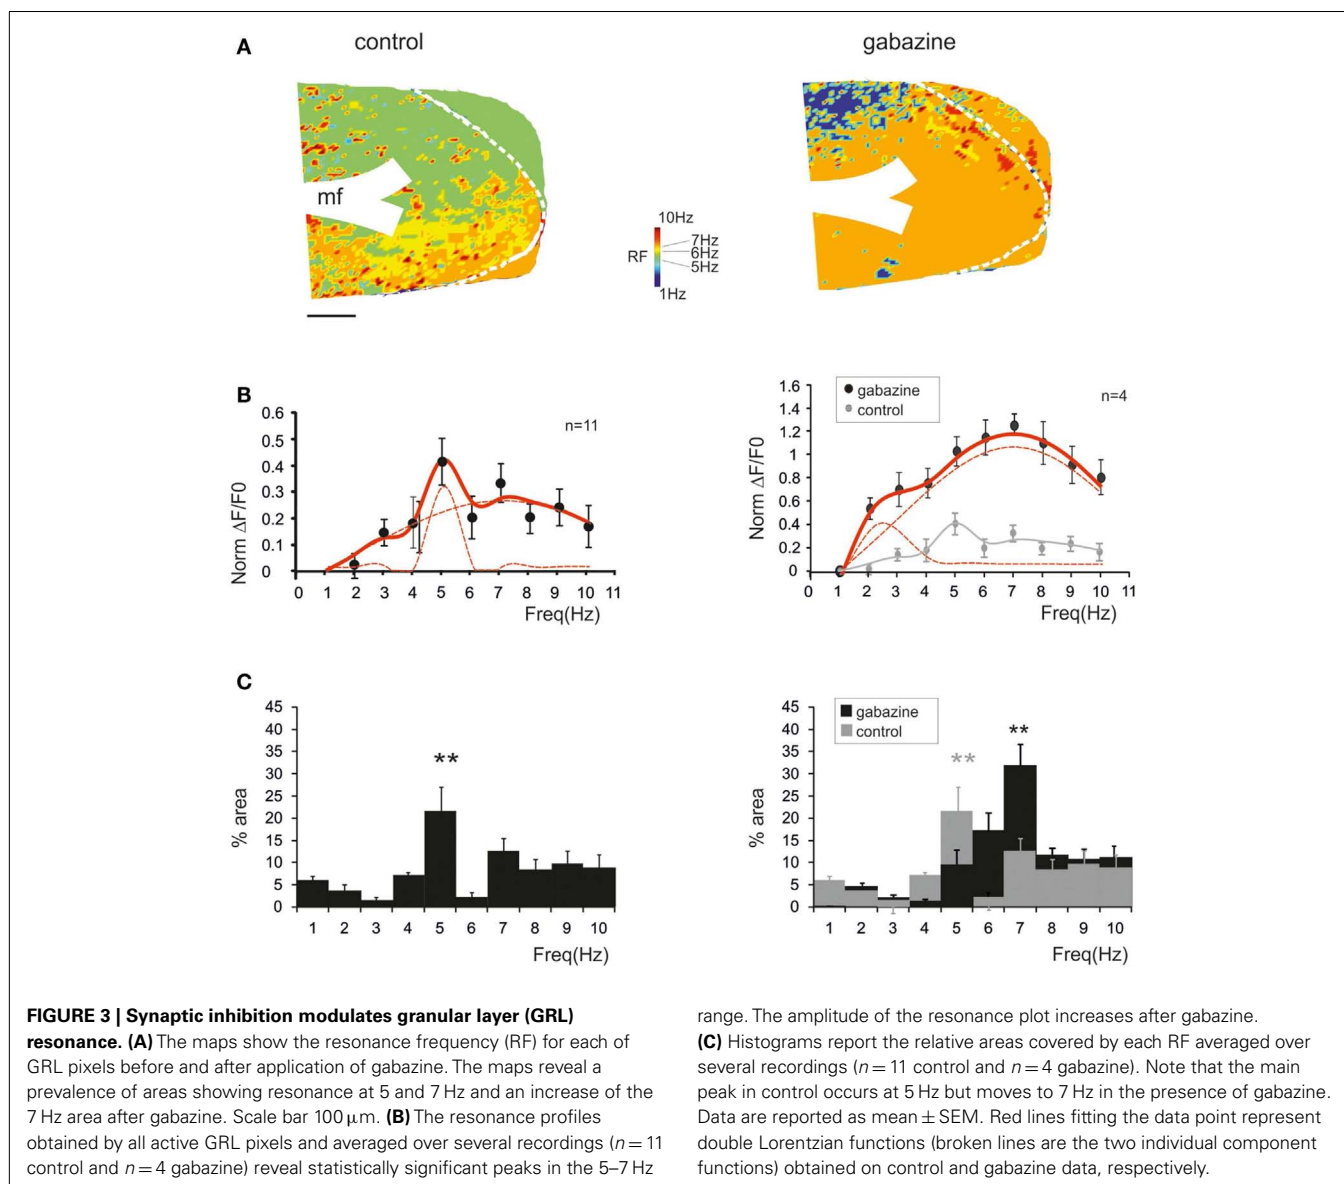 A
control
gabazine
mf
10Hz
7Hz
6Hz
5Hz
RF
1Hz
B
0.6
0.5
0.4
0.3
0.2
0.1
0
Norm ΔF/F0
n=11
0 1 2 3 4 5 6 7 8 9 10 11
Freq(Hz)
1.6
1.4
1.2
1
0.8
0.6
0.4
0.2
0
Norm ΔF/F0
gabazine
control
n=4
0 1 2 3 4 5 6 7 8 9 10 11
Freq(Hz)
C
45
40
35
30
25
20
15
10
5
0
% area
**
1 2 3 4 5 6 7 8 9 10
Freq(Hz)
45
40
35
30
25
20
15
10
5
0
% area
gabazine
control
**
**
1 2 3 4 5 6 7 8 9 10
Freq(Hz)
FIGURE 3 | Synaptic inhibition modulates granular layer (GRL)
resonance. (A) The maps show the resonance frequency (RF) for each of
GRL pixels before and after application of gabazine. The maps reveal a
prevalence of areas showing resonance at 5 and 7 Hz and an increase of the
7 Hz area after gabazine. Scale bar 100 μm. (B) The resonance profiles
obtained by all active GRL pixels and averaged over several recordings (n = 11
control and n = 4 gabazine) reveal statistically significant peaks in the 5–7 Hz
range. The amplitude of the resonance plot increases after gabazine.
(C) Histograms report the relative areas covered by each RF averaged over
several recordings (n = 11 control and n = 4 gabazine). Note that the main
peak in control occurs at 5 Hz but moves to 7 Hz in the presence of gabazine.
Data are reported as mean ± SEM. Red lines fitting the data point represent
double Lorentzian functions (broken lines are the two individual component
functions) obtained on control and gabazine data, respectively.